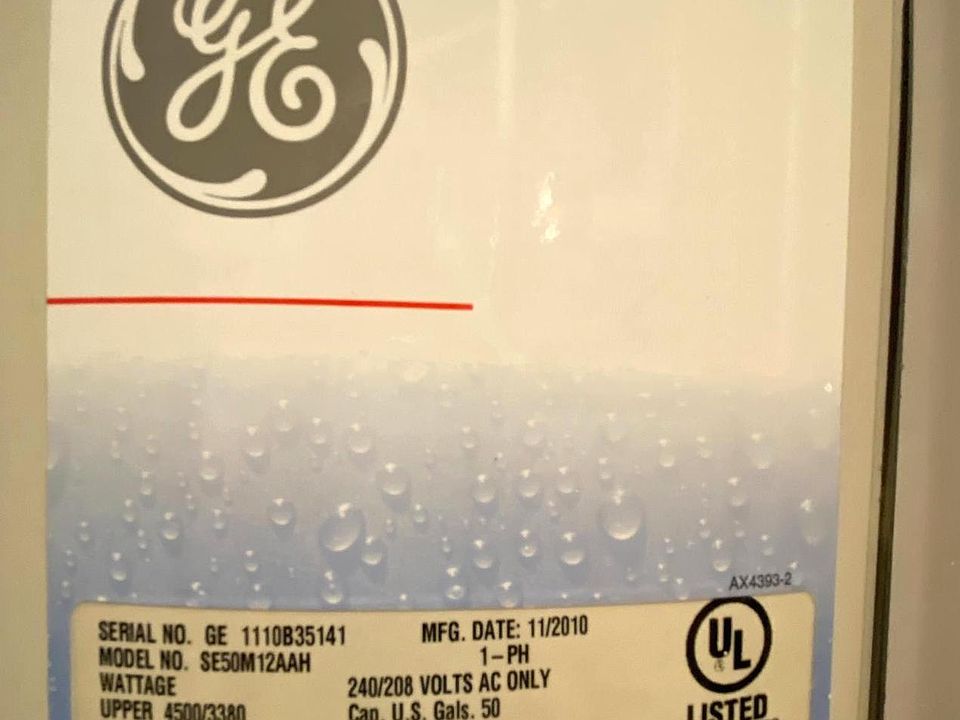 GE
AX4393-2
SERIAL NO. GE 1110B35141 MFG. DATE: 11/2010
MODEL NO. SE50M12AAH 1-PH
WATTAGE 240/208 VOLTS AC ONLY
UPPER 4500/3380 Cap. U.S. Gals. 50
UL
LISTED